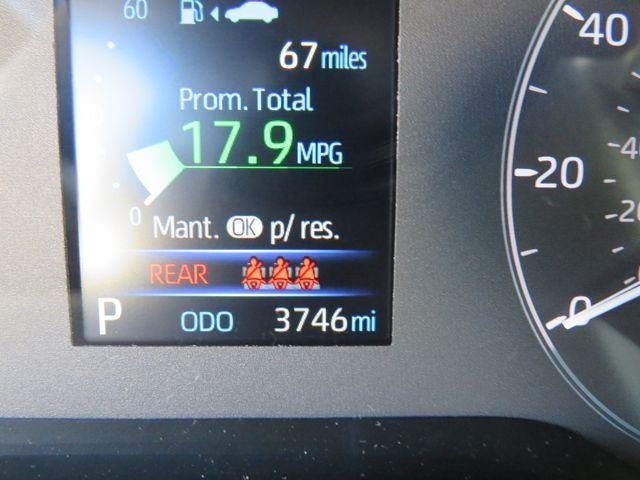 60
67 miles
Prom. Total
17.9 MPG
0
Mant. OK p/ res.
REAR
P ODO 3746 mi
40
20
0